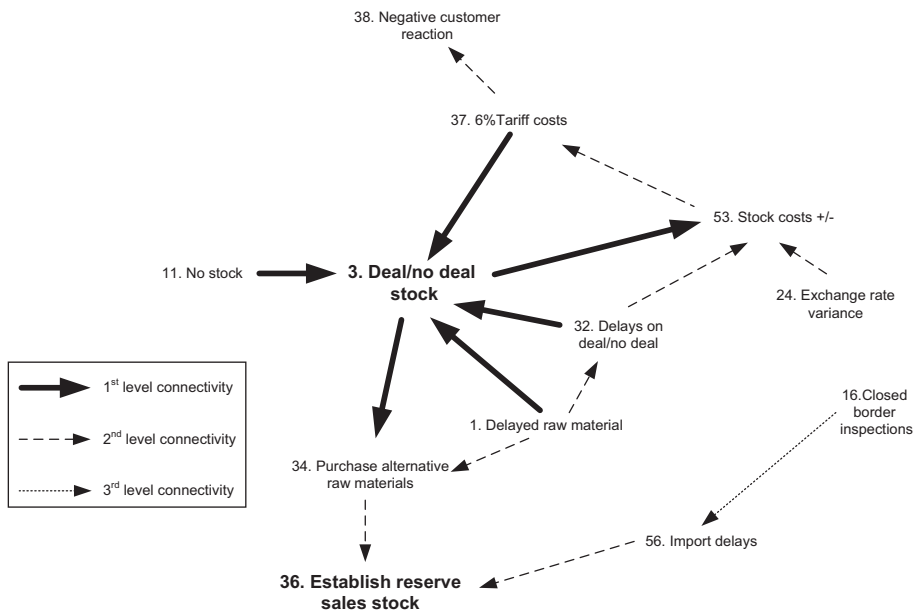 38. Negative customer
reaction
37. 6%Tariff costs
53. Stock costs +/-
11. No stock
3. Deal/no deal
stock
24. Exchange rate
variance
32. Delays on
deal/no deal
1st level connectivity
2nd level connectivity
3rd level connectivity
16.Closed
border
inspections
1. Delayed raw material
34. Purchase alternative
raw materials
56. Import delays
36. Establish reserve
sales stock